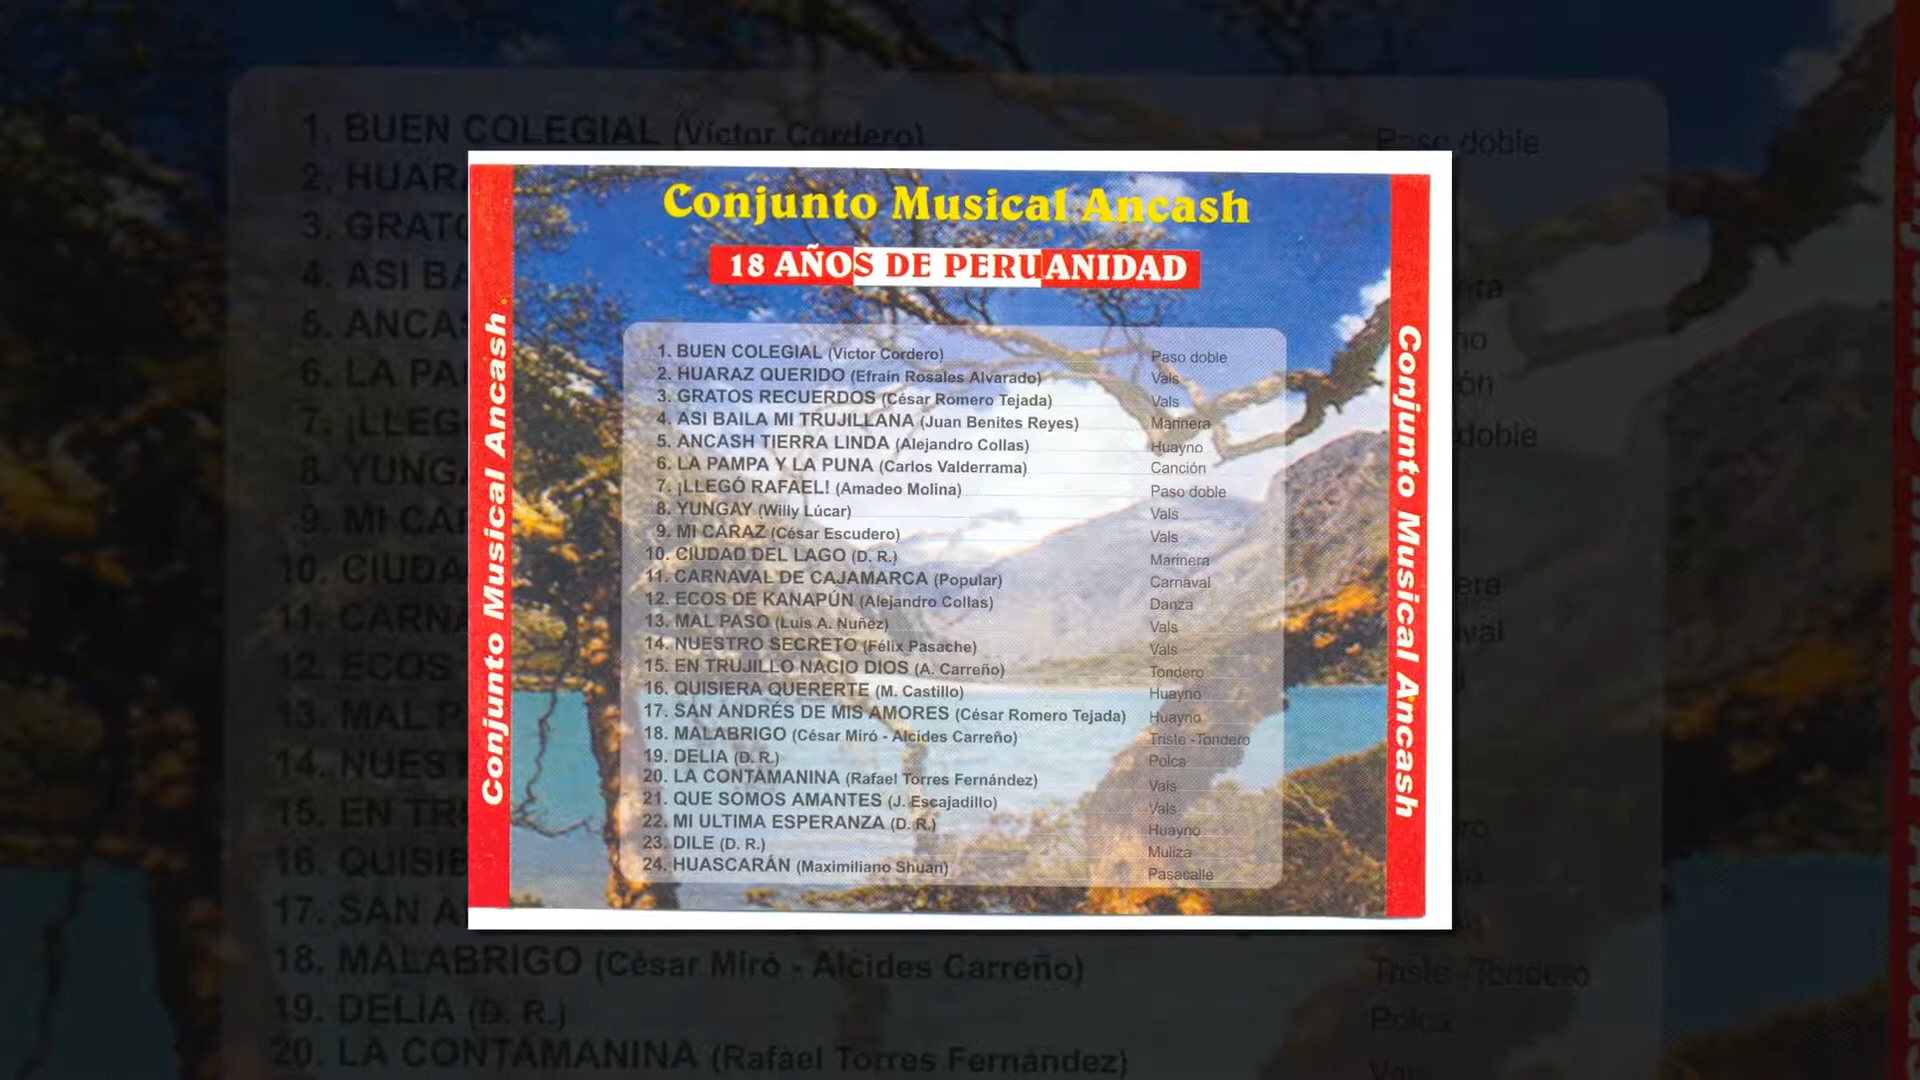 Conjunto Musical Ancash
18 AÑOS DE PERUANIDAD
Conjunto Musical Ancash
1. BUEN COLEGIAL (Víctor Cordero) Paso doble
2. HUARAZ QUERIDO (Efraín Rosales Alvarado) Vals
3. GRATOS RECUERDOS (César Romero Tejada) Vals
4. ASI BAILA MI TRUJILLANA (Juan Benites Reyes) Marinera
5. ANCASH TIERRA LINDA (Alejandro Collas) Huayno
6. LA PAMPA Y LA PUNA (Carlos Valderrama) Canción
7. ¡LLEGÓ RAFAEL! (Amadeo Molina) Paso doble
8. YUNGAY (Willy Lúcar) Vals
9. MI CARAZ (César Escudero) Vals
10. CIUDAD DEL LAGO (D. R.) Marinera
11. CARNAVAL DE CAJAMARCA (Popular) Carnaval
12. ECOS DE KANAPÚN (Alejandro Collas) Danza
13. MAL PASO (Luis A. Nuñez) Vals
14. NUESTRO SECRETO (Félix Pasache) Vals
15. EN TRUJILLO NACIO DIOS (A. Carreño) Tondero
16. QUISIERA QUERERTE (M. Castillo) Huayno
17. SAN ANDRÉS DE MIS AMORES (César Romero Tejada) Huayno
18. MALABRIGO (César Miró - Alcides Carreño) Triste -Tondero
19. DELIA (D. R.) Polca
20. LA CONTAMANINA (Rafael Torres Fernández) Vals
21. QUE SOMOS AMANTES (J. Escajadillo) Vals
22. MI ULTIMA ESPERANZA (D. R.) Huayno
23. DILE (D. R.) Muliza
24. HUASCARÁN (Maximiliano Shuan) Pasacalle
Conjunto Musical Ancash